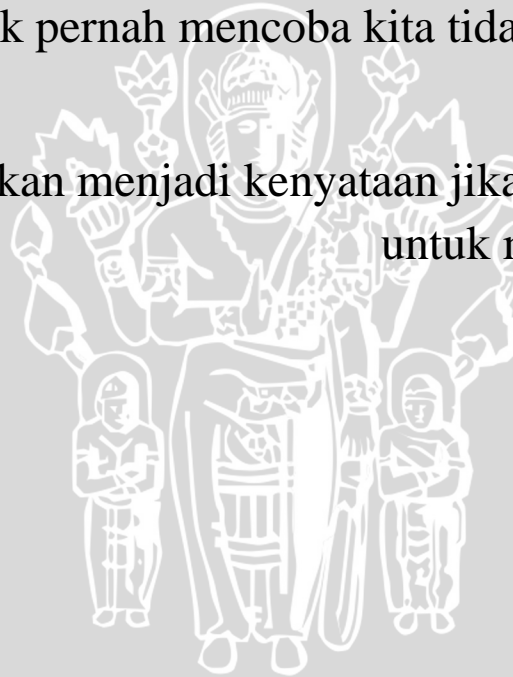 k pernah mencoba kita tida
kan menjadi kenyataan jika
untuk